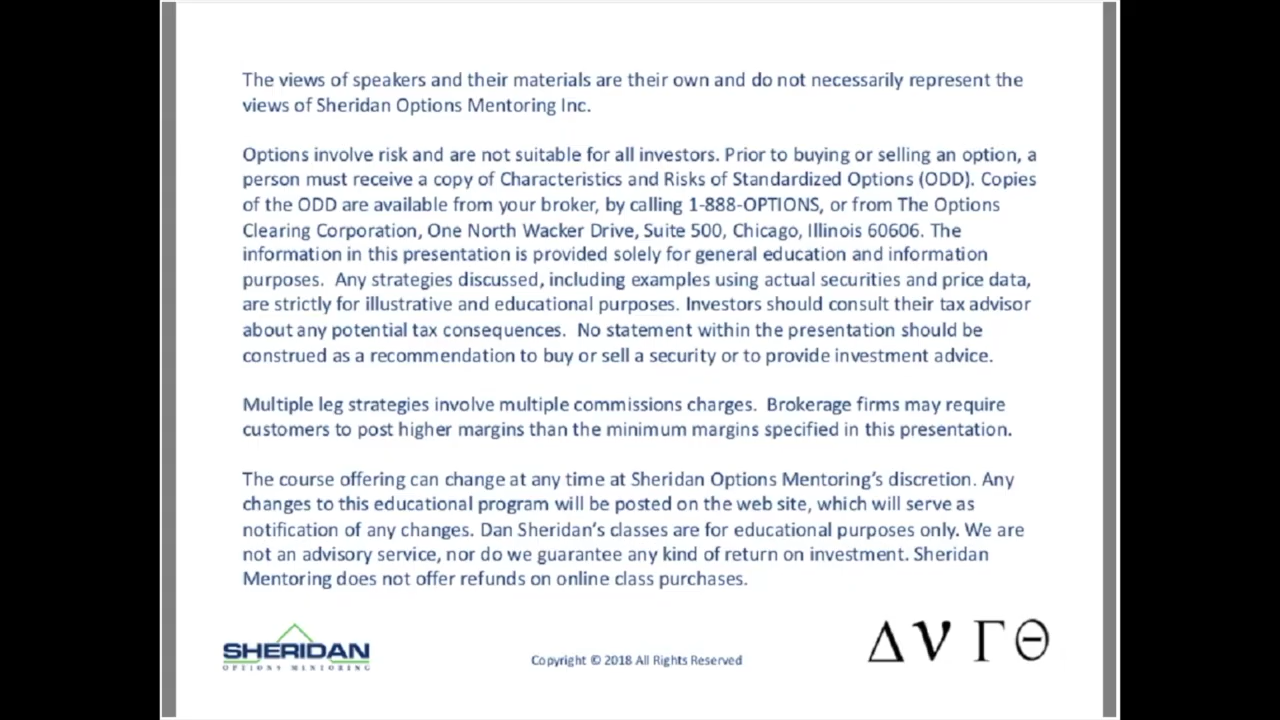 The views of speakers and their materials are their own and do not necessarily represent the
views of Sheridan Options Mentoring Inc.
Options involve risk and are not suitable for all investors. Prior to buying or selling an option, a
person must receive a copy of Characteristics and Risks of Standardized Options (ODD). Copies
of the ODD are available from your broker, by calling 1-888-OPTIONS, or from The Options
Clearing Corporation, One North Wacker Drive, Suite 500, Chicago, Illinois 60606. The
information in this presentation is provided solely for general education and information
purposes.  Any strategies discussed, including examples using actual securities and price data,
are strictly for illustrative and educational purposes. Investors should consult their tax advisor
about any potential tax consequences.  No statement within the presentation should be
construed as a recommendation to buy or sell a security or to provide investment advice.
Multiple leg strategies involve multiple commissions charges.  Brokerage firms may require
customers to post higher margins than the minimum margins specified in this presentation.
The course offering can change at any time at Sheridan Options Mentoring’s discretion. Any
changes to this educational program will be posted on the web site, which will serve as
notification of any changes. Dan Sheridan’s classes are for educational purposes only. We are
not an advisory service, nor do we guarantee any kind of return on investment. Sheridan
Mentoring does not offer refunds on online class purchases.
SHERIDAN
OPTIONS MENTORING
Copyright © 2018 All Rights Reserved
Δ ν Γ Θ